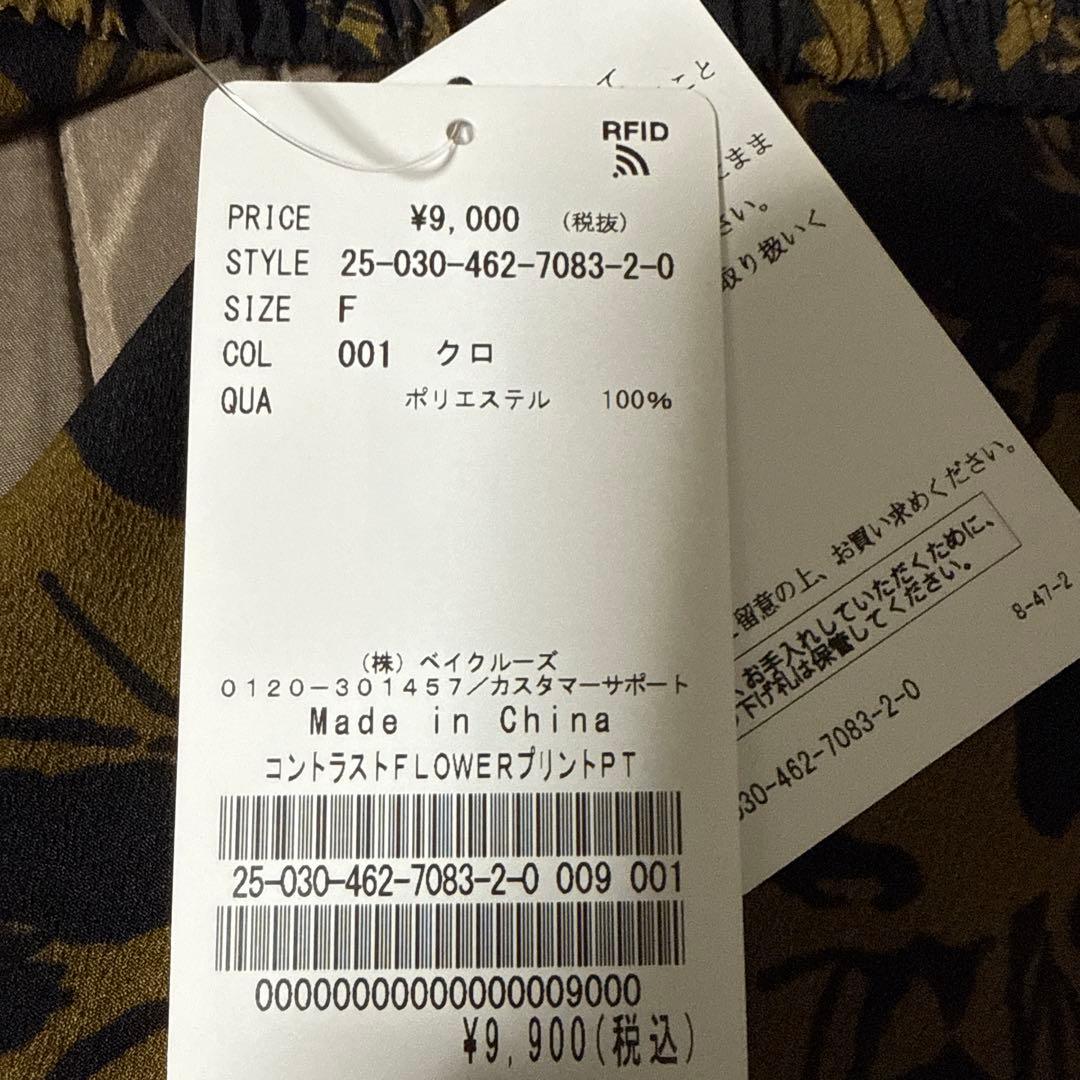 RFID
PRICE ¥9,000 (税抜)
STYLE 25-030-462-7083-2-0
SIZE F
COL 001 クロ
QUA ポリエステル 100%
(株)ベイクルーズ
0120-301457/カスタマーサポート
Made in China
コントラストFLOWERプリントPT
25-030-462-7083-2-0 009 001
00000000000000009000
¥9,900(税込)
こと
まま
さい。
取り扱いく
留意の上、お買い求めください。
お手入れしていただくために、
下げ札は保管してください。
8-47-2
030-462-7083-2-0